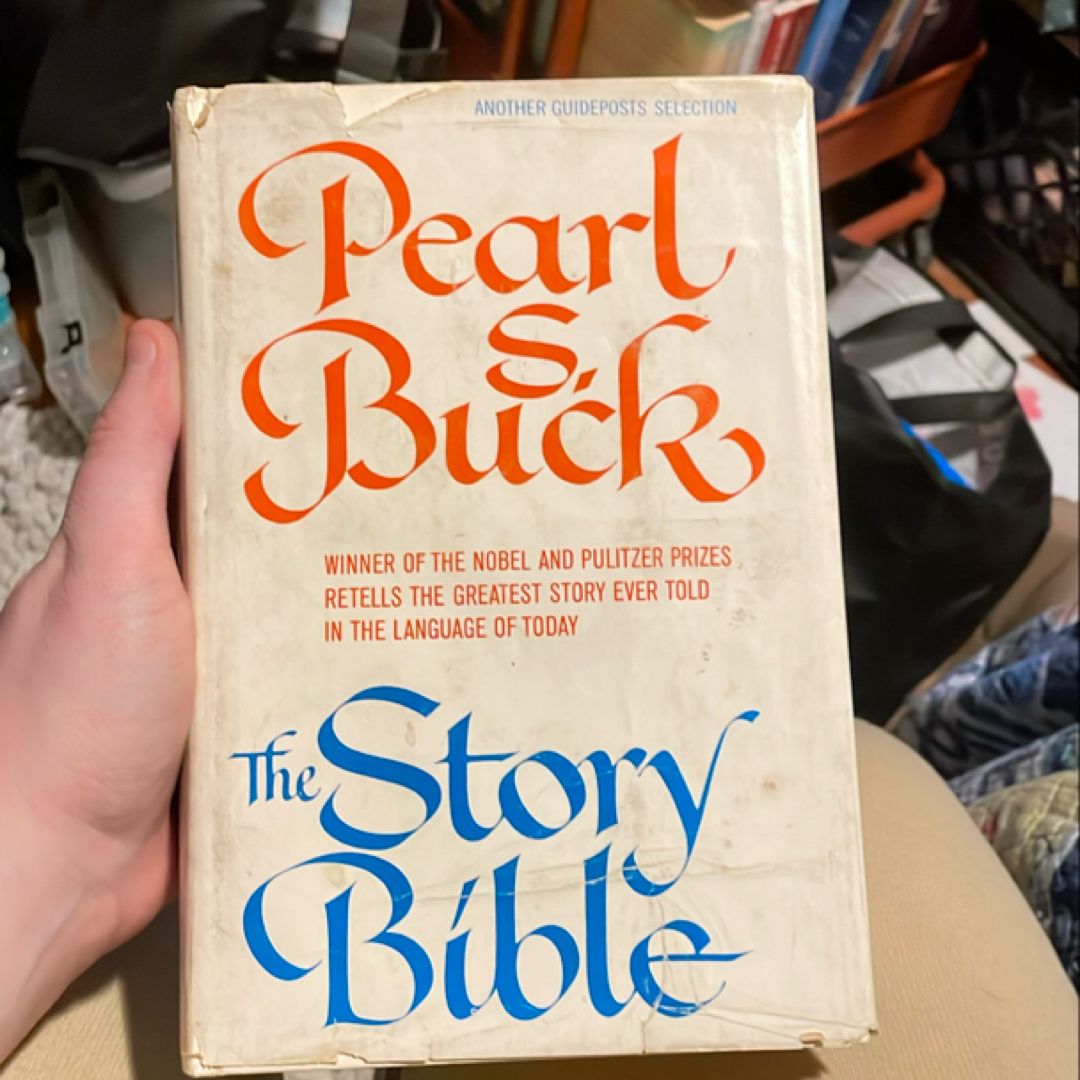 ANOTHER GUIDEPOSTS SELECTION
Pearl
S.
Buck
WINNER OF THE NOBEL AND PULITZER PRIZES
RETELLS THE GREATEST STORY EVER TOLD
IN THE LANGUAGE OF TODAY
The Story
Bible